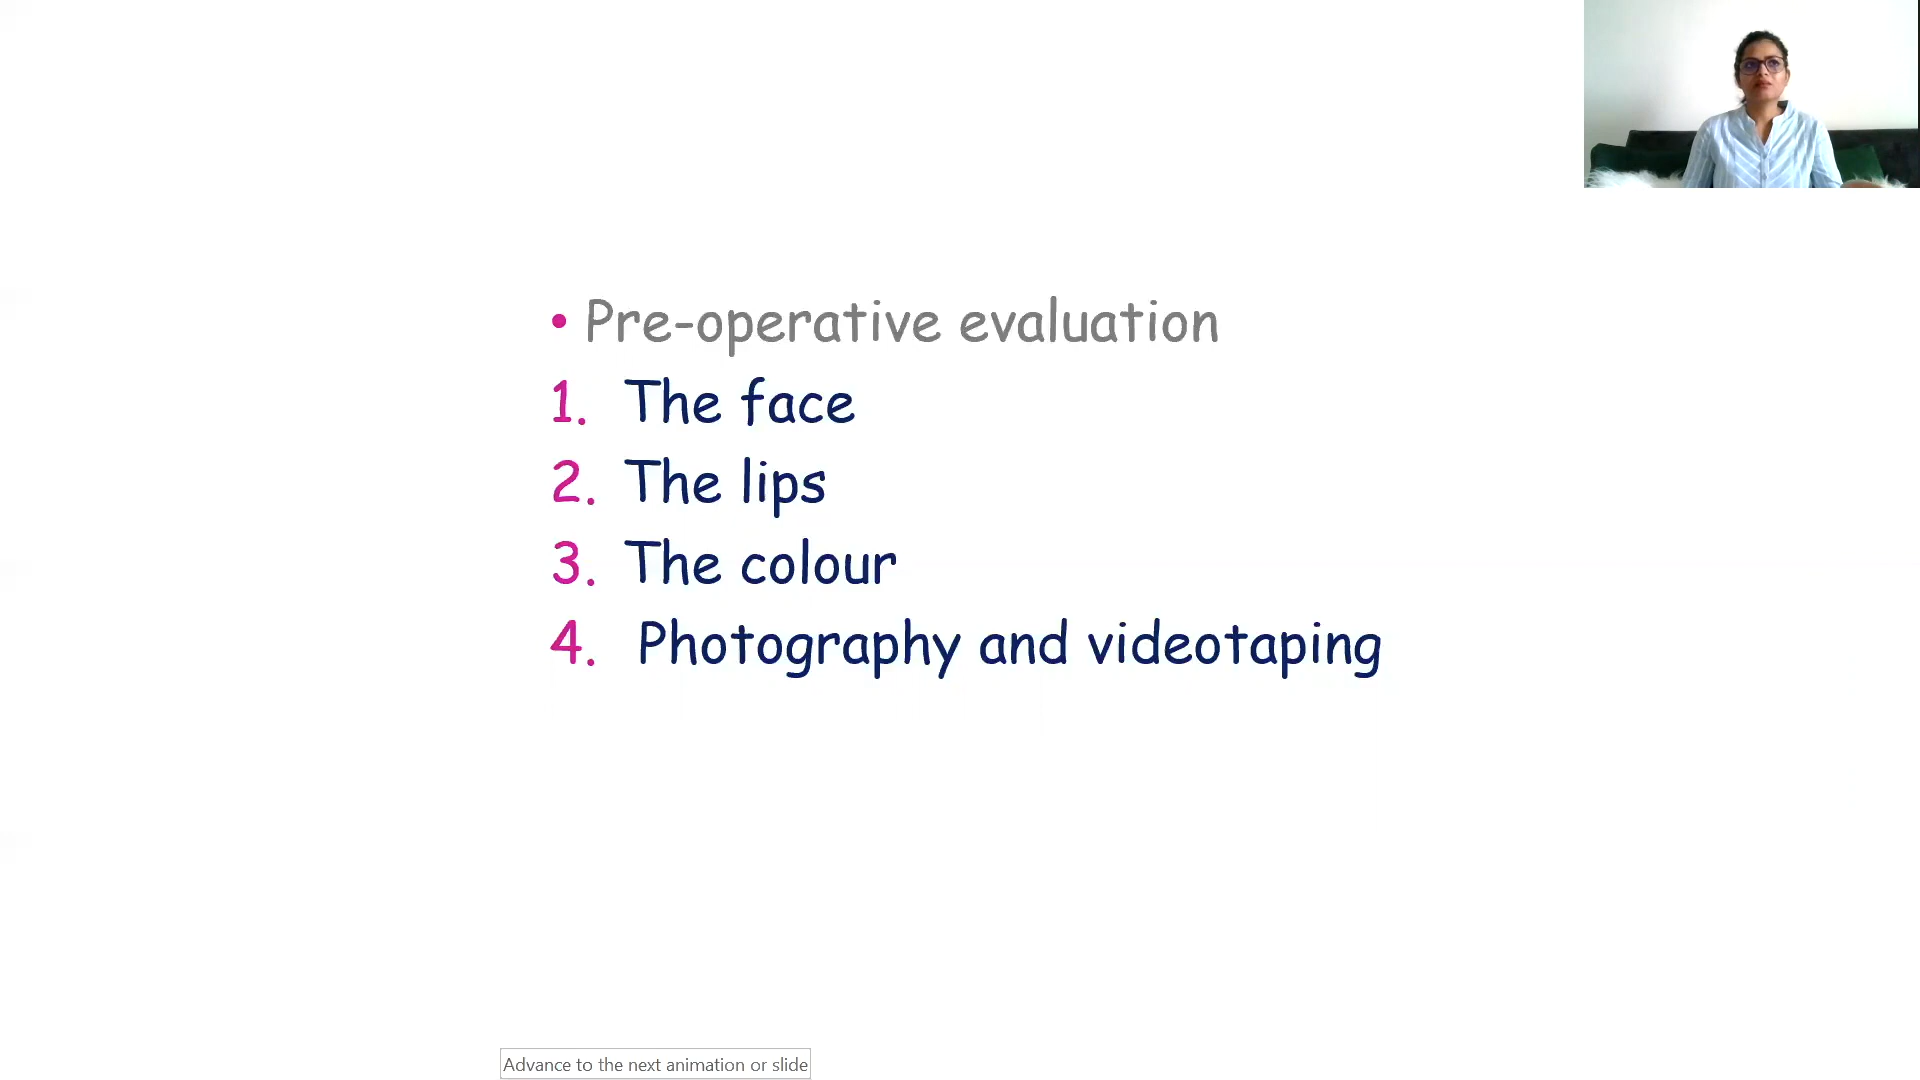 • Pre-operative evaluation
1. The face
2. The lips
3. The colour
4. Photography and videotaping
Advance to the next animation or slide